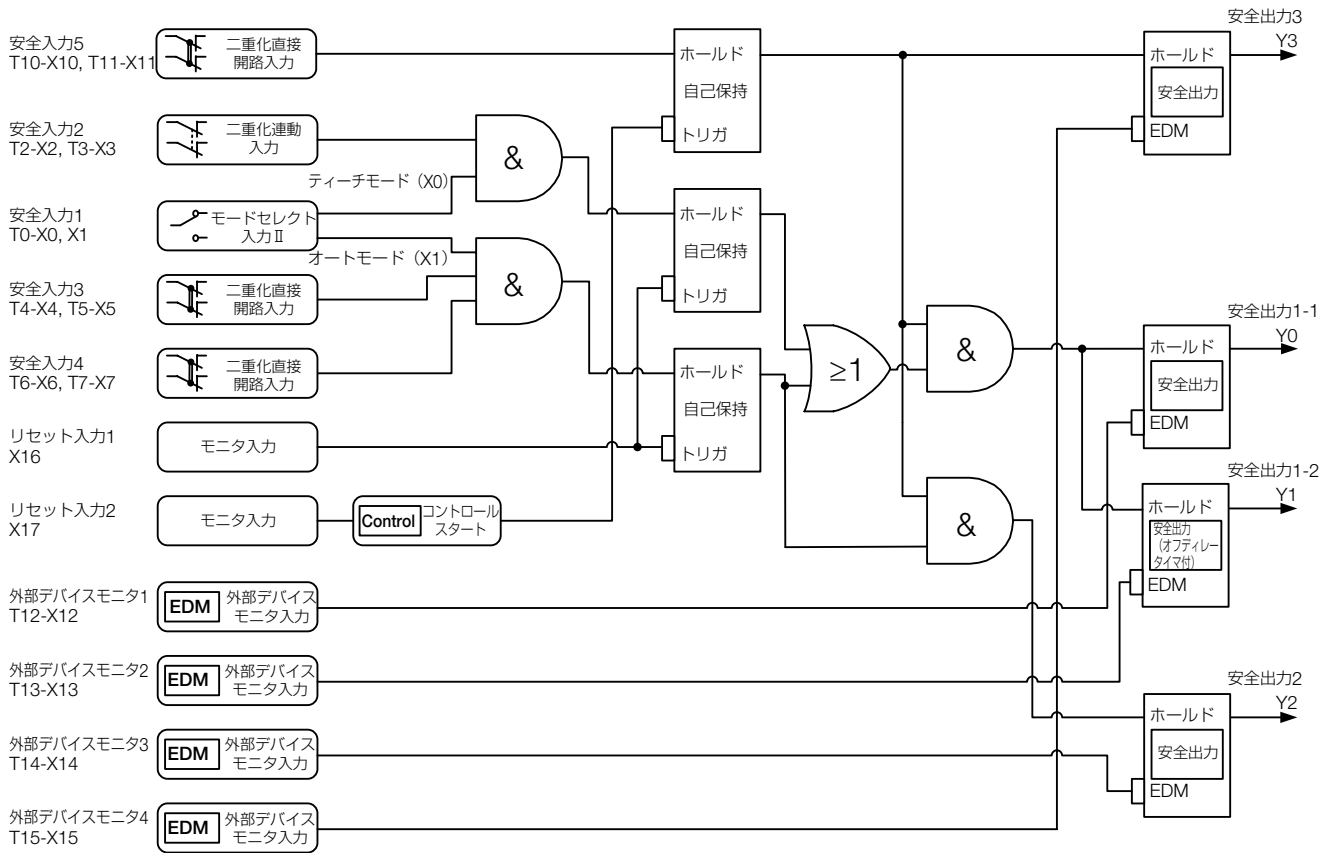 安全入力5
T10-X10, T11-X11
二重化直接
開路入力
安全入力2
T2-X2, T3-X3
二重化連動
入力
ティーチモード（X0）
安全入力1
T0-X0, X1
モードセレクト
入力Ⅱ
オートモード（X1）
安全入力3
T4-X4, T5-X5
二重化直接
開路入力
安全入力4
T6-X6, T7-X7
二重化直接
開路入力
リセット入力1
X16
モニタ入力
リセット入力2
X17
モニタ入力
Control
コントロール
スタート
外部デバイスモニタ1
T12-X12
EDM
外部デバイス
モニタ入力
外部デバイスモニタ2
T13-X13
EDM
外部デバイス
モニタ入力
外部デバイスモニタ3
T14-X14
EDM
外部デバイス
モニタ入力
外部デバイスモニタ4
T15-X15
EDM
外部デバイス
モニタ入力
&
&
ホールド
自己保持
トリガ
ホールド
自己保持
トリガ
ホールド
自己保持
トリガ
≥1
&
&
安全出力3
Y3
ホールド
安全出力
EDM
安全出力1-1
Y0
ホールド
安全出力
EDM
安全出力1-2
Y1
ホールド
安全出力
（オフディレー
タイマ付）
EDM
安全出力2
Y2
ホールド
安全出力
EDM